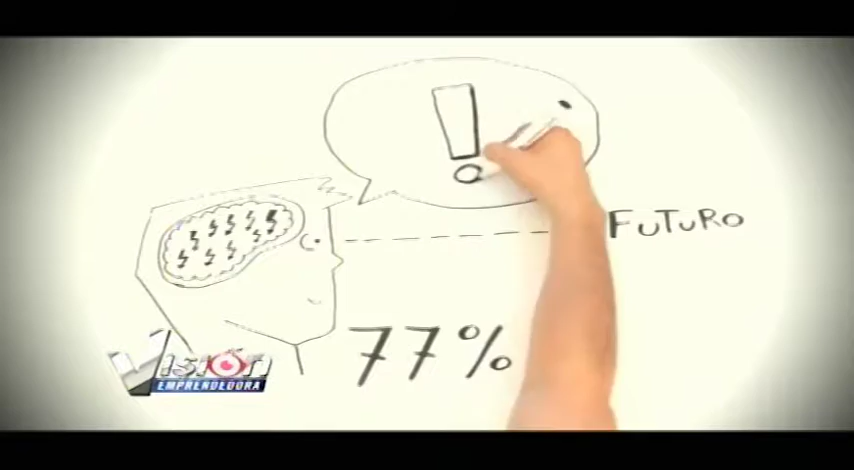 !
FUTURO
77%
Visión
EMPRENDEDORA